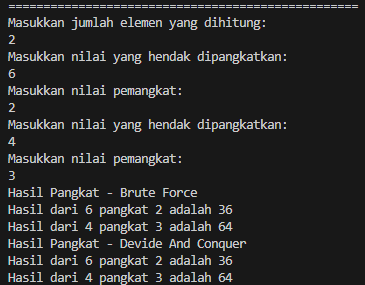 ==================================================
Masukkan jumlah elemen yang dihitung:
2
Masukkan nilai yang hendak dipangkatkan:
6
Masukkan nilai pemangkat:
2
Masukkan nilai yang hendak dipangkatkan:
4
Masukkan nilai pemangkat:
3
Hasil Pangkat - Brute Force
Hasil dari 6 pangkat 2 adalah 36
Hasil dari 4 pangkat 3 adalah 64
Hasil Pangkat - Devide And Conquer
Hasil dari 6 pangkat 2 adalah 36
Hasil dari 4 pangkat 3 adalah 64